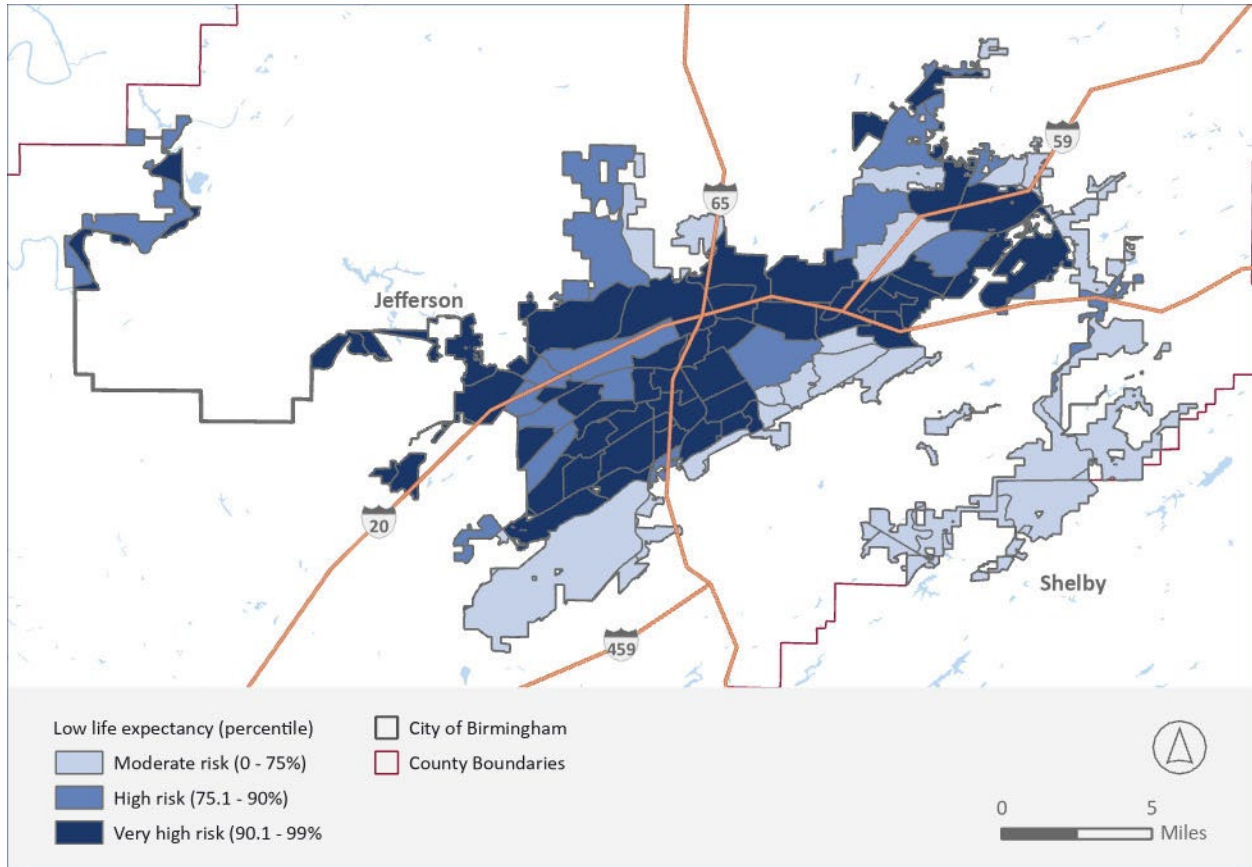 59
65
Jefferson
20
Shelby
459
Low life expectancy (percentile)
Moderate risk (0 - 75%)
High risk (75.1 - 90%)
Very high risk (90.1 - 99%
City of Birmingham
County Boundaries
0 5
Miles